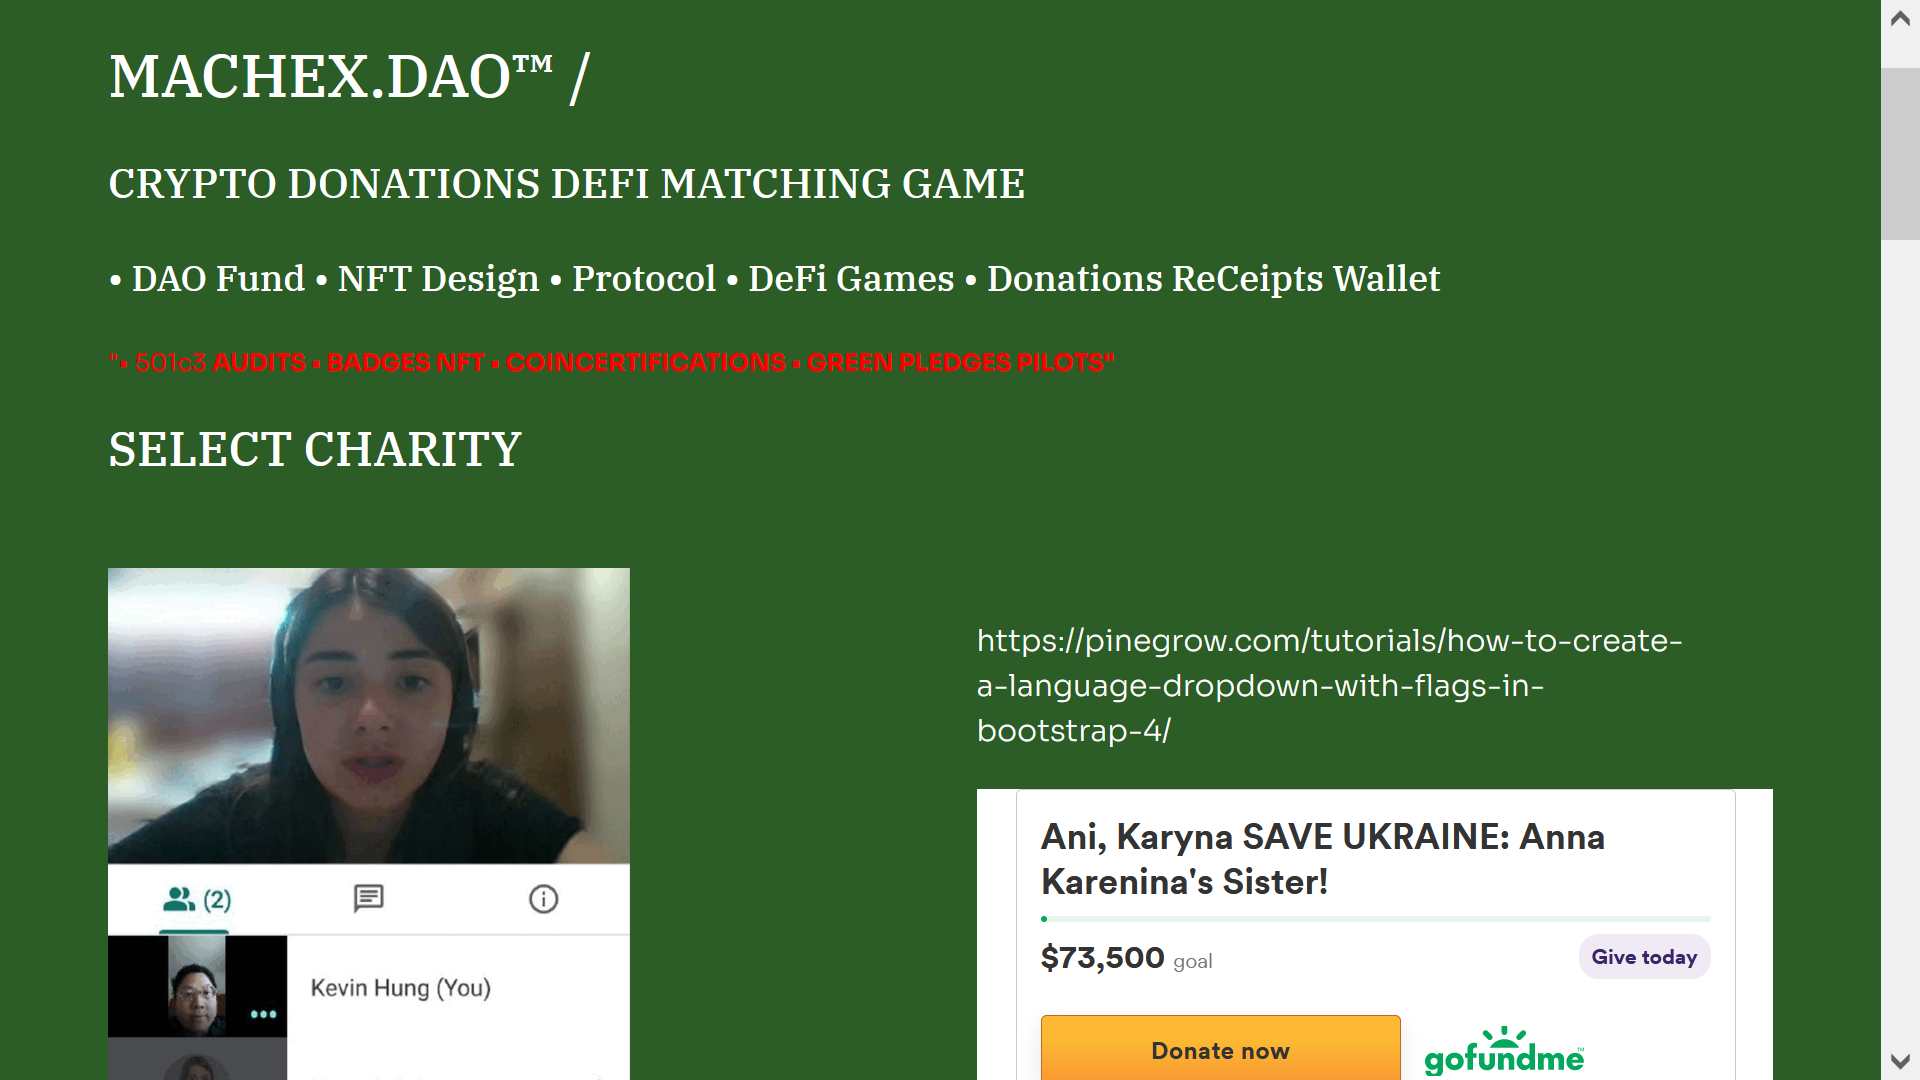 MACHEX.DAO™ /
CRYPTO DONATIONS DEFI MATCHING GAME
• DAO Fund • NFT Design • Protocol • DeFi Games • Donations ReCeipts Wallet
"• 501c3 AUDITS • BADGES NFT • COINCERTIFICATIONS • GREEN PLEDGES PILOTS"
SELECT CHARITY
(2)
Kevin Hung (You)
https://pinegrow.com/tutorials/how-to-create-
a-language-dropdown-with-flags-in-
bootstrap-4/
Ani, Karyna SAVE UKRAINE: Anna
Karenina's Sister!
$73,500 goal
Give today
Donate now
gofundme™